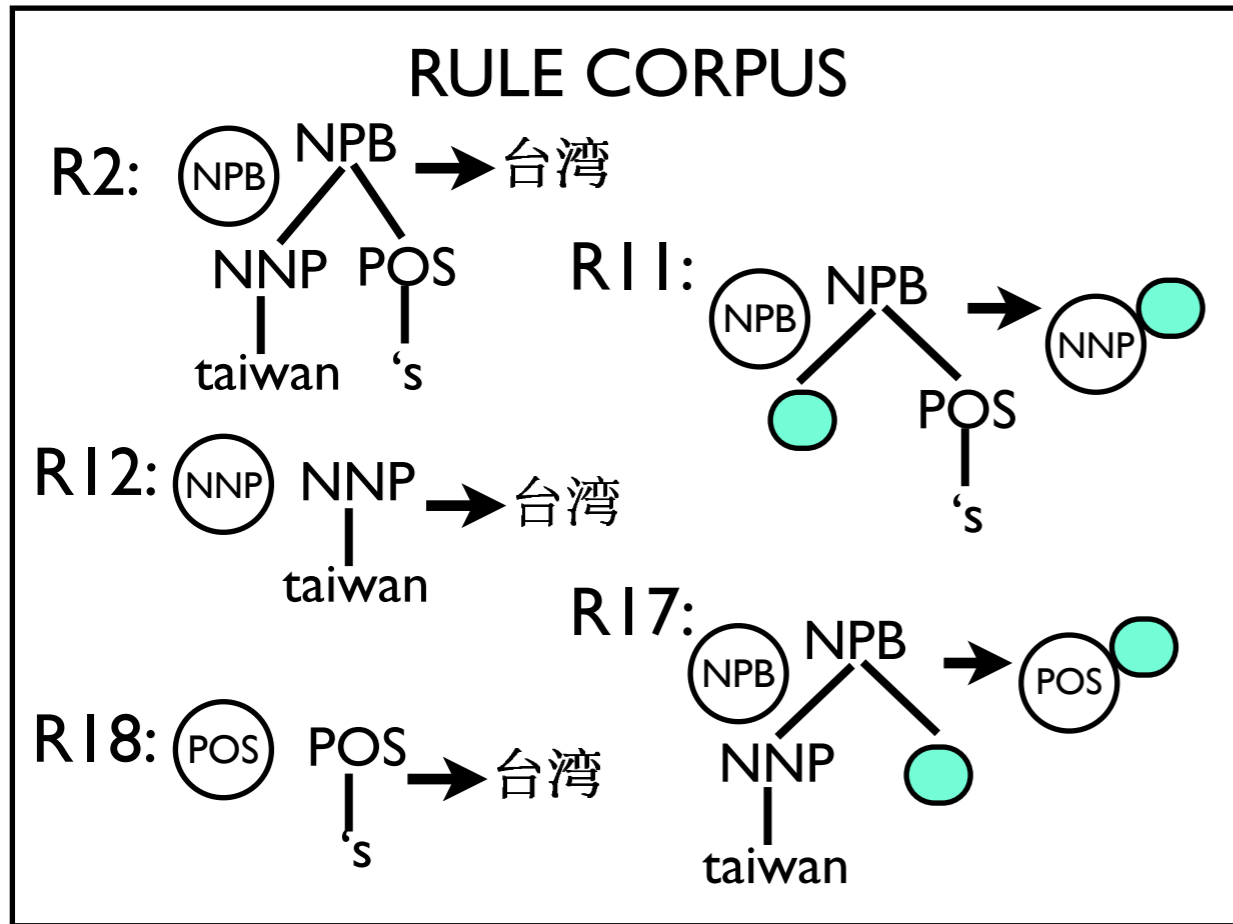 RULE CORPUS
R2: NPB NPB 台湾
NNP POS
taiwan ‘s
R11: NPB NPB NNP
POS
‘s
R12: NNP NNP 台湾
taiwan
R17: NPB NPB POS
NNP
taiwan
R18: POS POS 台湾
‘s